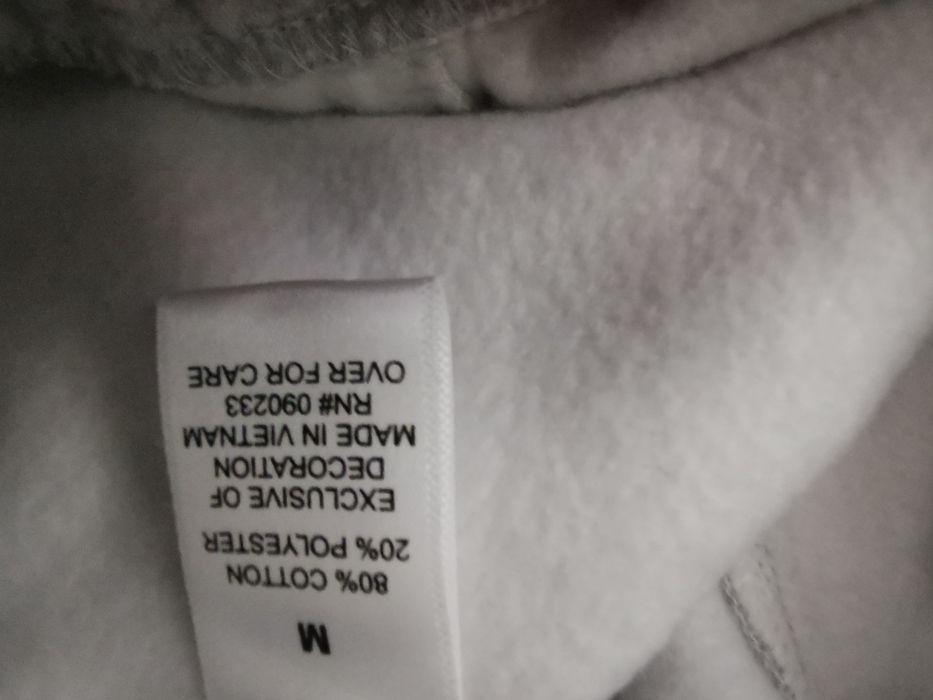 M
80% COTTON
20% POLYESTER
EXCLUSIVE OF
DECORATION
MADE IN VIETNAM
RN# 090233
OVER FOR CARE